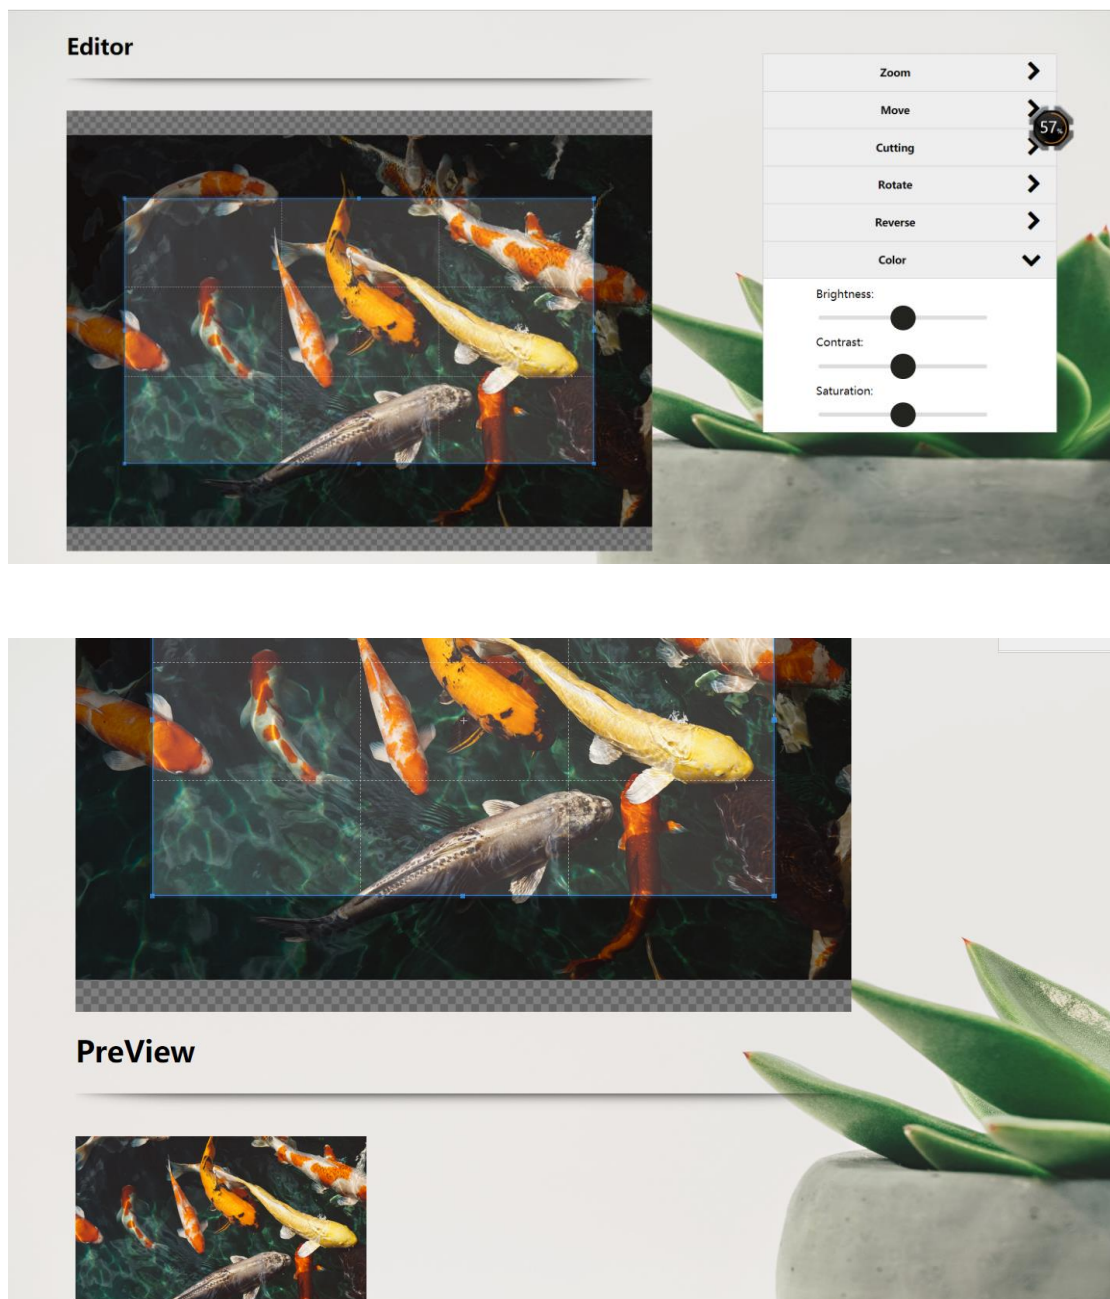 Editor
Zoom
Move
57%
Cutting
Rotate
Reverse
Color
Brightness:
Contrast:
Saturation:
PreView